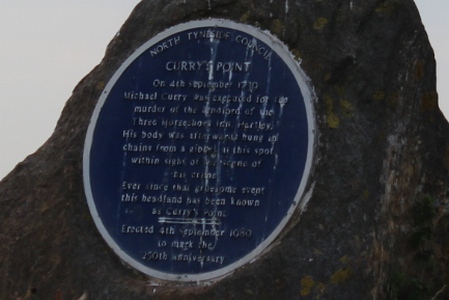 NORTH TYNESIDE COUNCIL
CURRY'S POINT
On 4th September 1739
Michael Curry was executed for the
murder of the landlord of the
Three Horseshoes Inn, Hartley.
His body was afterwards hung in
chains from a gibbet at this spot
within sight of the scene of
his crime
Ever since that gruesome event
this headland has been known
as Curry's Point
Erected 4th September 1989
to mark the
250th anniversary